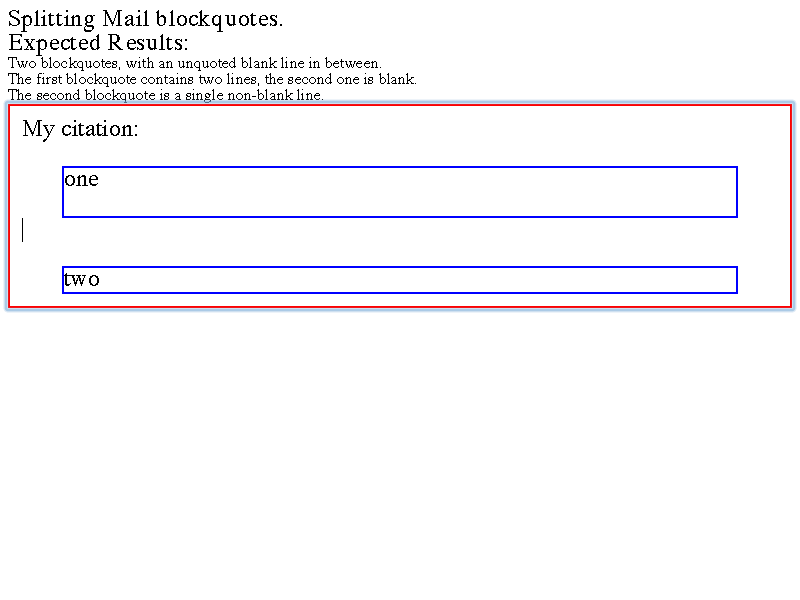 Splitting Mail blockquotes.
Expected Results:
Two blockquotes, with an unquoted blank line in between.
The first blockquote contains two lines, the second one is blank.
The second blockquote is a single non-blank line.
My citation:
one
two